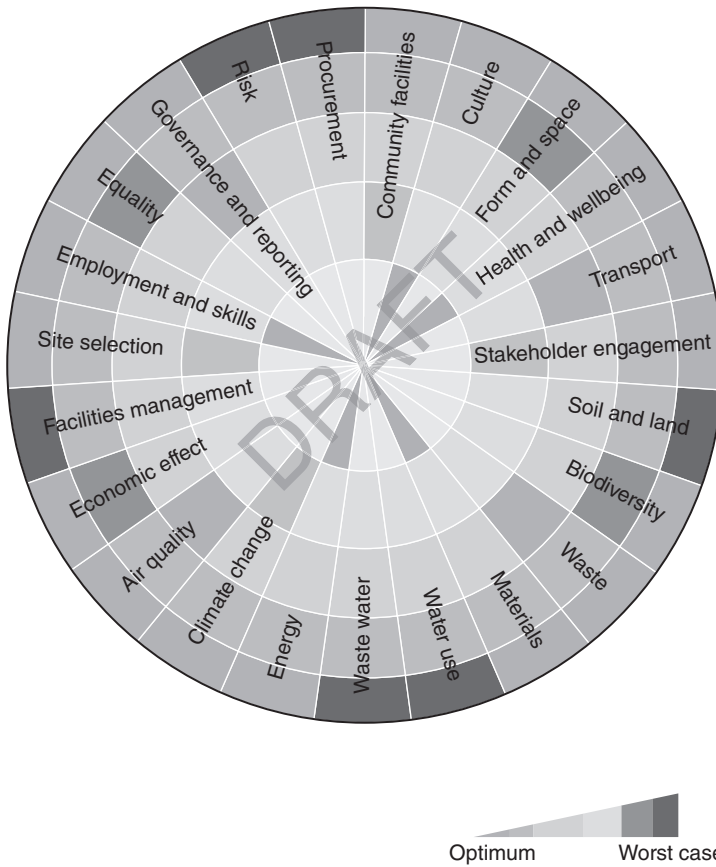 Community facilities
Culture
Form and space
Health and wellbeing
Transport
Stakeholder engagement
Soil and land
Biodiversity
Waste
Materials
Water use
Waste water
Energy
Climate change
Air quality
Economic effect
Facilities management
Site selection
Employment and skills
Equality
Governance and reporting
Risk
Procurement
DRAFT
Optimum Worst case